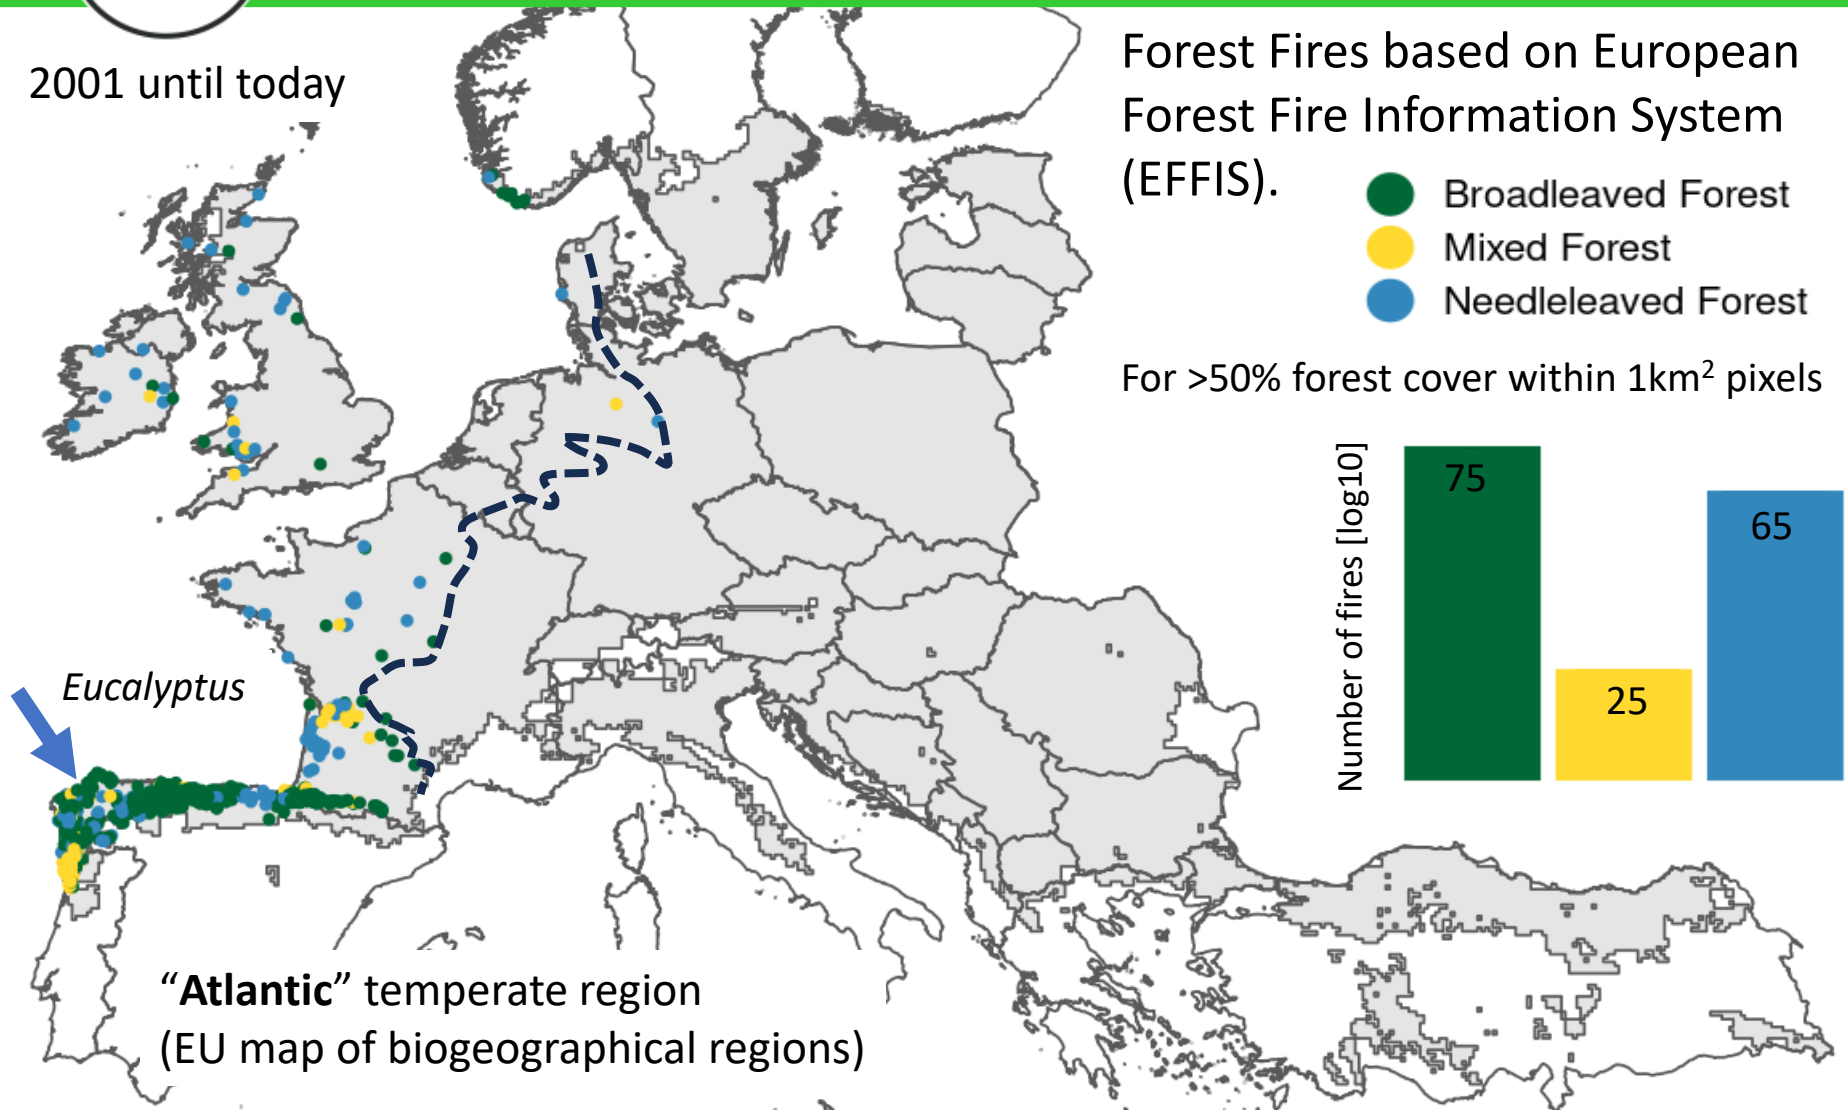 2001 until today
Forest Fires based on European
Forest Fire Information System
(EFFIS).
Broadleaved Forest
Mixed Forest
Needleleaved Forest
For >50% forest cover within 1km² pixels
Number of fires [log10]
75
25
65
Eucalyptus
“Atlantic” temperate region
(EU map of biogeographical regions)